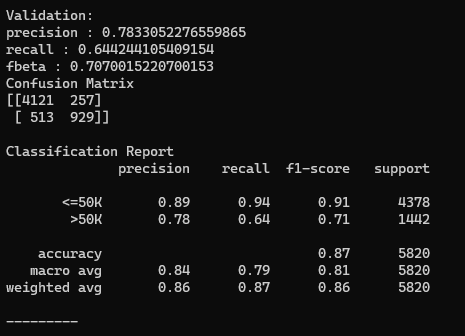 Validation:
precision : 0.7833052276559865
recall : 0.644244105409154
fbeta : 0.7070015220700153
Confusion Matrix
[[4121  257]
 [ 513  929]]
Classification Report
              precision    recall  f1-score   support
       <=50K       0.89      0.94      0.91      4378
        >50K       0.78      0.64      0.71      1442
    accuracy                           0.87      5820
   macro avg       0.84      0.79      0.81      5820
weighted avg       0.86      0.87      0.86      5820
---------